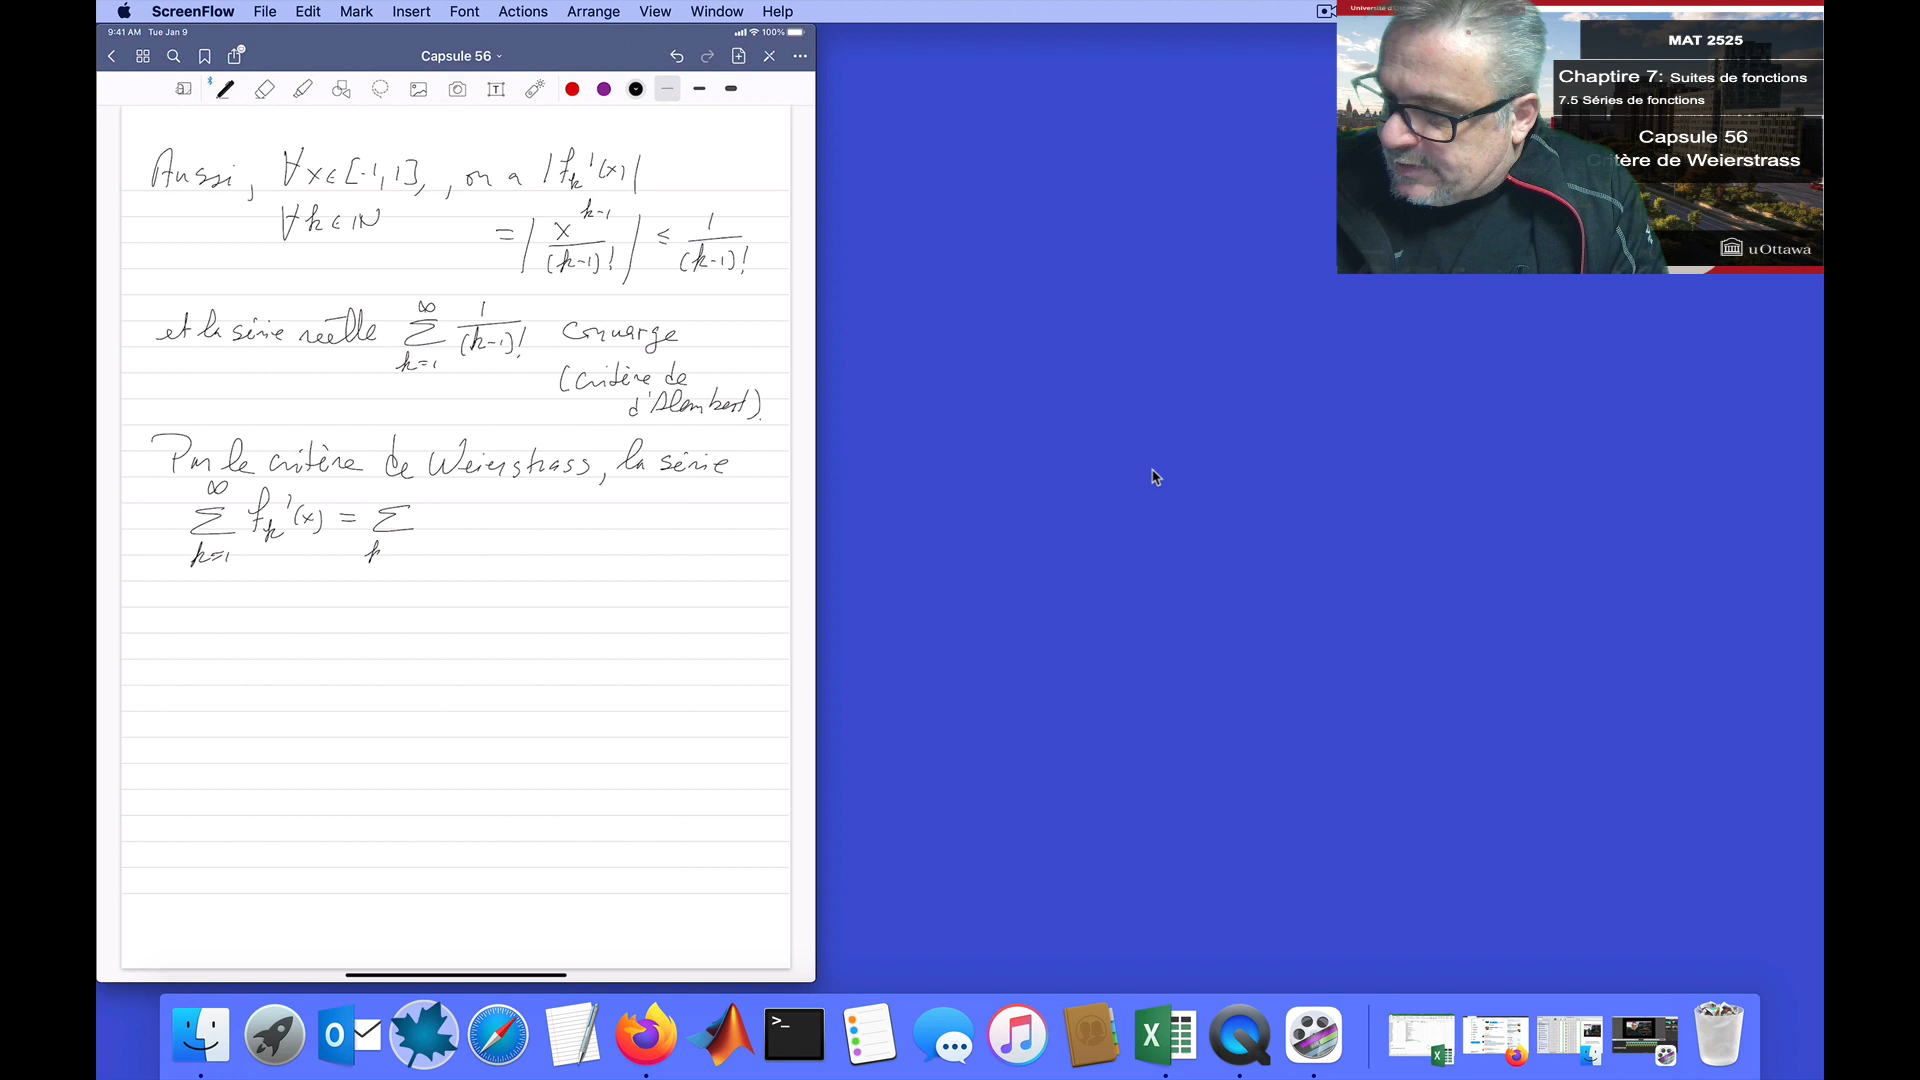 ScreenFlow File Edit Mark Insert Font Actions Arrange View Window Help
9:41 AM Tue Jan 9
100%
Capsule 56
Aussi, ∀x∈[-1,1], , on a |f_k'(x)|
∀k∈ℕ
= |x^{k-1}/(k-1)!| ≤ 1/(k-1)!
et la série réelle ∑_{k=1}^{∞} 1/(k-1)! converge
(critère de
d'Alembert).
Par le critère de Weierstrass, la série
∑_{k=1}^{∞} f_k'(x) = ∑_{k}
MAT 2525
Chaptire 7: Suites de fonctions
7.5 Séries de fonctions
Capsule 56
Critère de Weierstrass
uOttawa